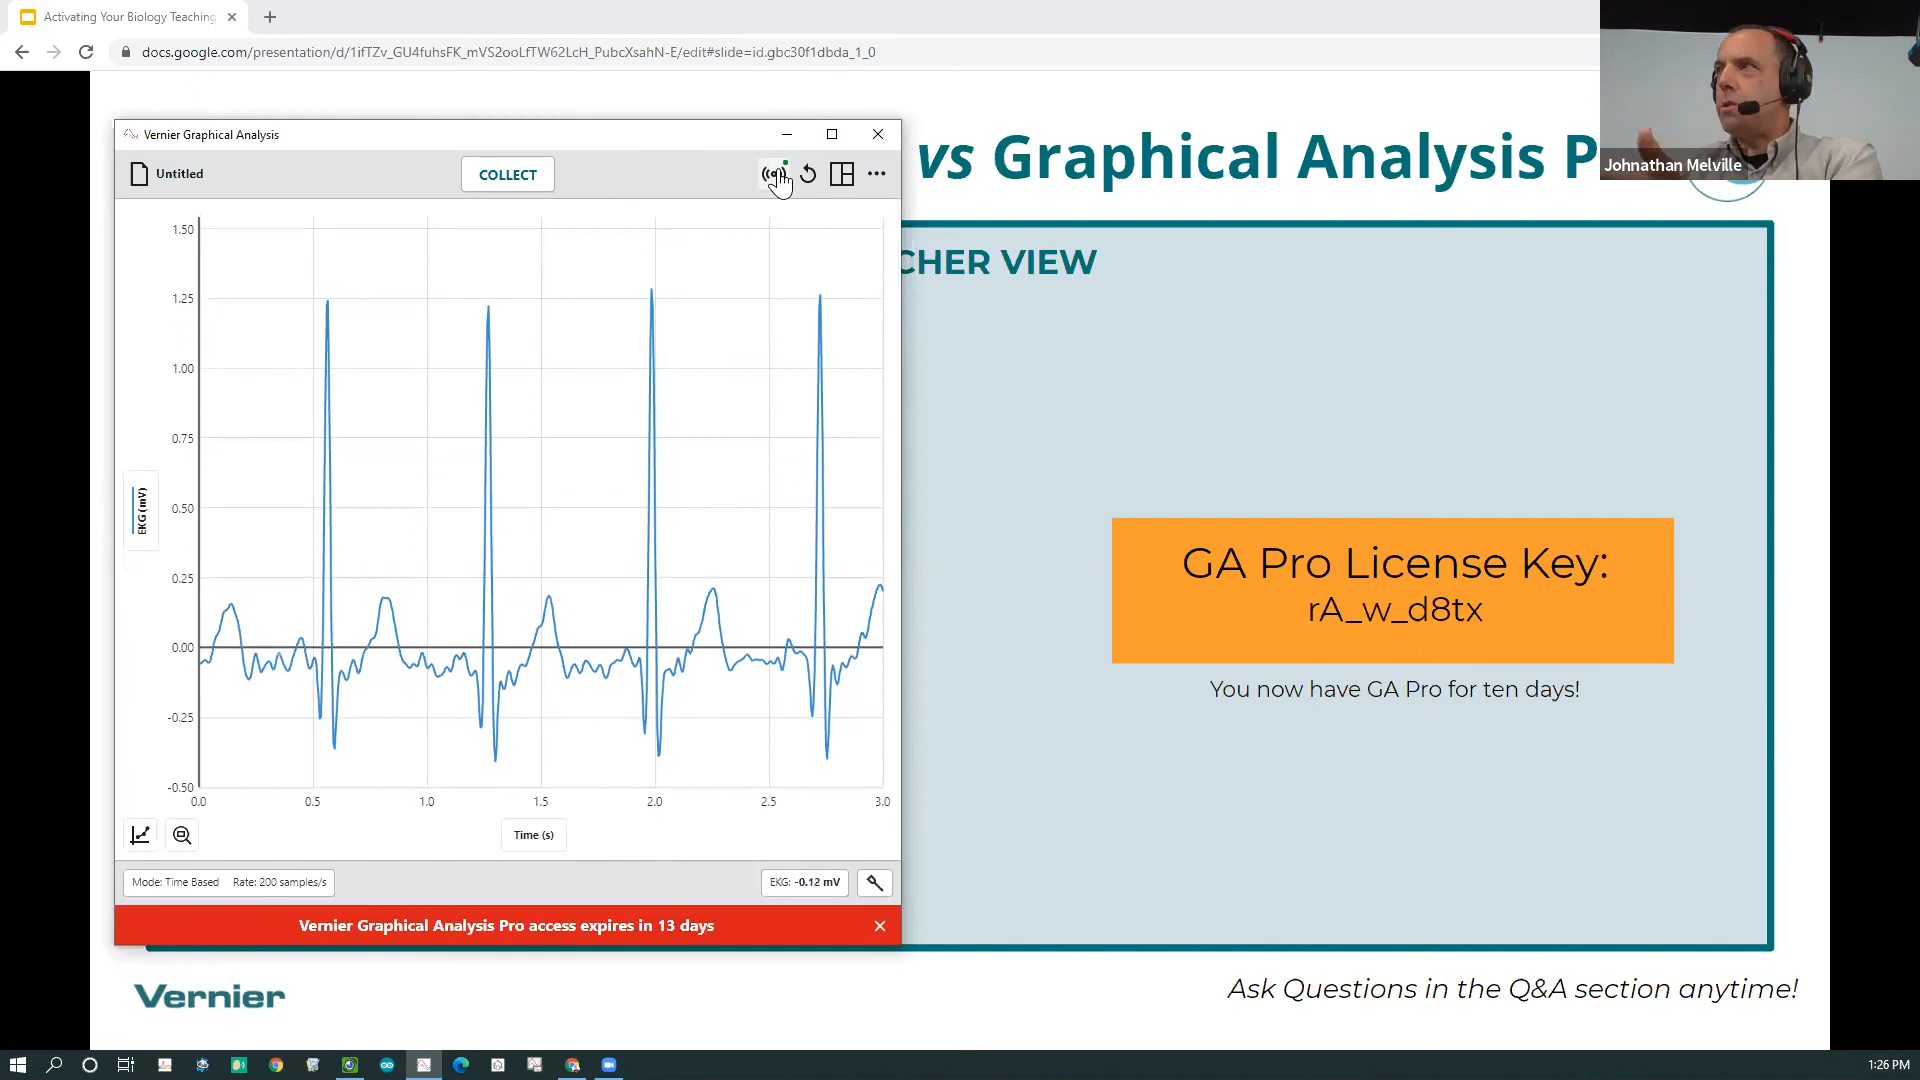 Activating Your Biology Teaching
docs.google.com/presentation/d/1ifTZv_GU4fuhsFK_mVS2ooLfTW62LcH_PubcXsahN-E/edit#slide=id.gbc30f1dbda_1_0
Johnathan Melville
vs Graphical Analysis P
CHER VIEW
Vernier Graphical Analysis
Untitled
COLLECT
1.50
1.25
1.00
0.75
0.50
0.25
0.00
-0.25
-0.50
EKG (mV)
0.0 0.5 1.0 1.5 2.0 2.5 3.0
Time (s)
Mode: Time Based Rate: 200 samples/s
EKG: -0.12 mV
Vernier Graphical Analysis Pro access expires in 13 days
GA Pro License Key:
rA_w_d8tx
You now have GA Pro for ten days!
Vernier
Ask Questions in the Q&A section anytime!
1:26 PM